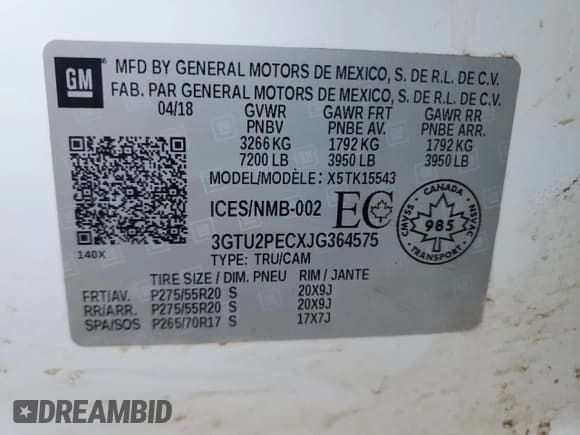 GM
MFD BY GENERAL MOTORS DE MEXICO, S. DE R.L. DE C.V.
FAB. PAR GENERAL MOTORS DE MEXICO, S. DE R.L. DE C.V.
04/18 GVWR GAWR FRT GAWR RR
PNBV PNBE AV. PNBE ARR.
3266 KG 1792 KG 1792 KG
7200 LB 3950 LB 3950 LB
MODEL/MODÈLE: X5TK15543
ICES/NMB-002 EC
CANADA
CMVSS 985 NSVAC
3GTU2PECXJG364575
140X
TYPE: TRU/CAM
TIRE SIZE / DIM. PNEU RIM / JANTE
FRT/AV. P275/55R20 S 20X9J
RR/ARR. P275/55R20 S 20X9J
SPA/SOS P265/70R17 S 17X7J
DREAMBID